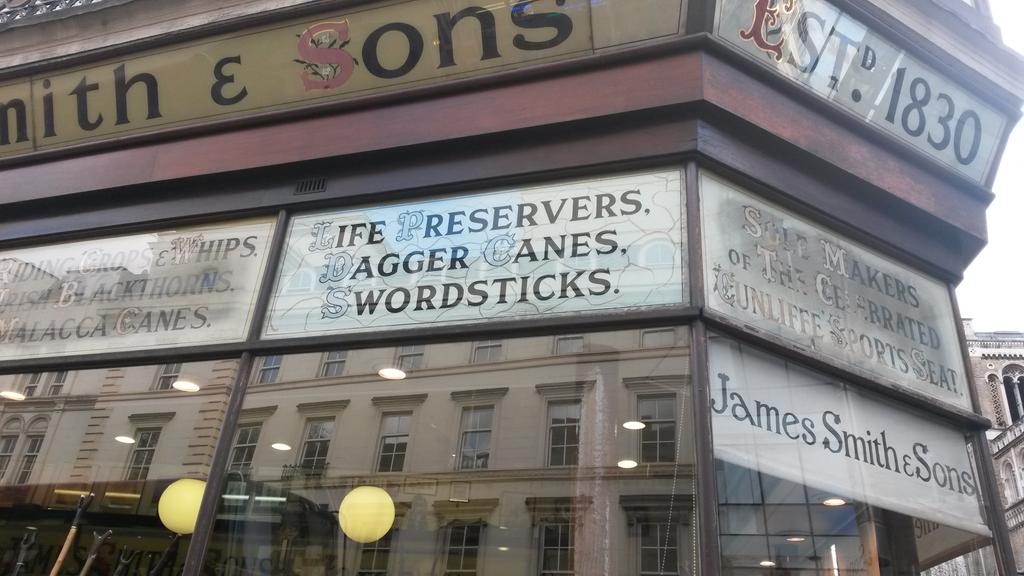 mith & Sons
Estd. 1830
Riding Crops & Whips.
Irish Blackthorns.
Malacca Canes.
Life Preservers,
Dagger Canes,
Swordsticks.
Sole Makers
of The Celebrated
"Cunliffe" Sports Seat.
James Smith & Sons